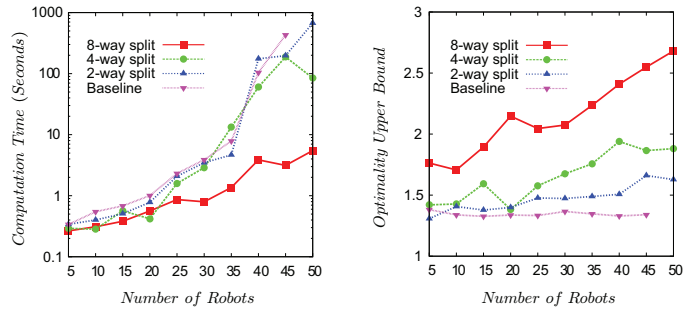 1000
100
10
1
0.1
Computation Time (Seconds)
8-way split
4-way split
2-way split
Baseline
5 10 15 20 25 30 35 40 45 50
Number of Robots
3
2.5
2
1.5
1
Optimality Upper Bound
8-way split
4-way split
2-way split
Baseline
5 10 15 20 25 30 35 40 45 50
Number of Robots